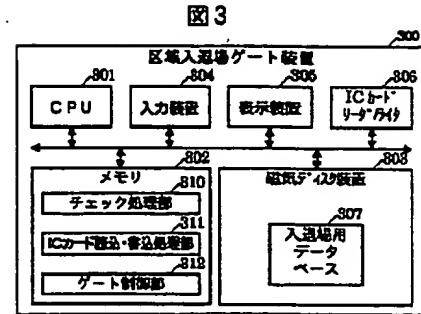 図3
300
区域入退場ゲート装置
301
304
305
306
CPU
入力装置
表示装置
ICカード
リーダ/ライタ
302
303
メモリ
磁気ディスク装置
310
チェック処理部
311
ICカード読込・書込処理部
312
ゲート制御部
307
入退場用
データ
ベース